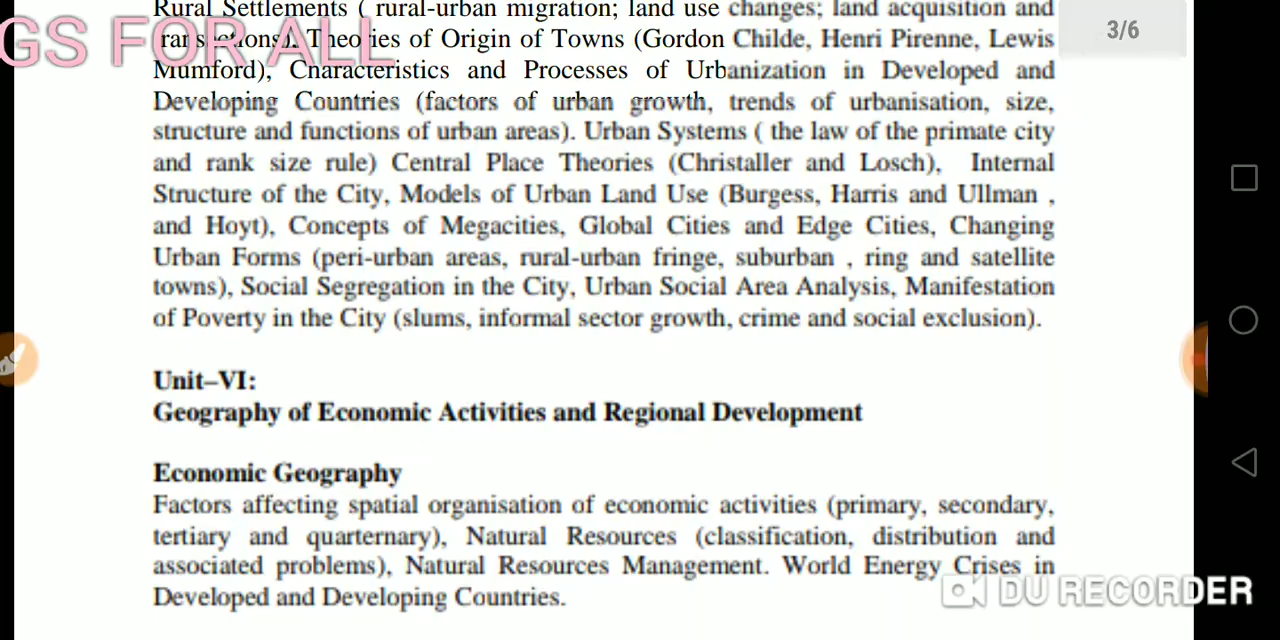 Rural Settlements ( rural-urban migration; land use changes; land acquisition and
transactions). Theories of Origin of Towns (Gordon Childe, Henri Pirenne, Lewis
Mumford), Characteristics and Processes of Urbanization in Developed and
Developing Countries (factors of urban growth, trends of urbanisation, size,
structure and functions of urban areas). Urban Systems ( the law of the primate city
and rank size rule) Central Place Theories (Christaller and Losch), Internal
Structure of the City, Models of Urban Land Use (Burgess, Harris and Ullman ,
and Hoyt), Concepts of Megacities, Global Cities and Edge Cities, Changing
Urban Forms (peri-urban areas, rural-urban fringe, suburban , ring and satellite
towns), Social Segregation in the City, Urban Social Area Analysis, Manifestation
of Poverty in the City (slums, informal sector growth, crime and social exclusion).
Unit–VI:
Geography of Economic Activities and Regional Development
Economic Geography
Factors affecting spatial organisation of economic activities (primary, secondary,
tertiary and quarternary), Natural Resources (classification, distribution and
associated problems), Natural Resources Management. World Energy Crises in
Developed and Developing Countries.
GS FOR ALL
3/6
DU RECORDER